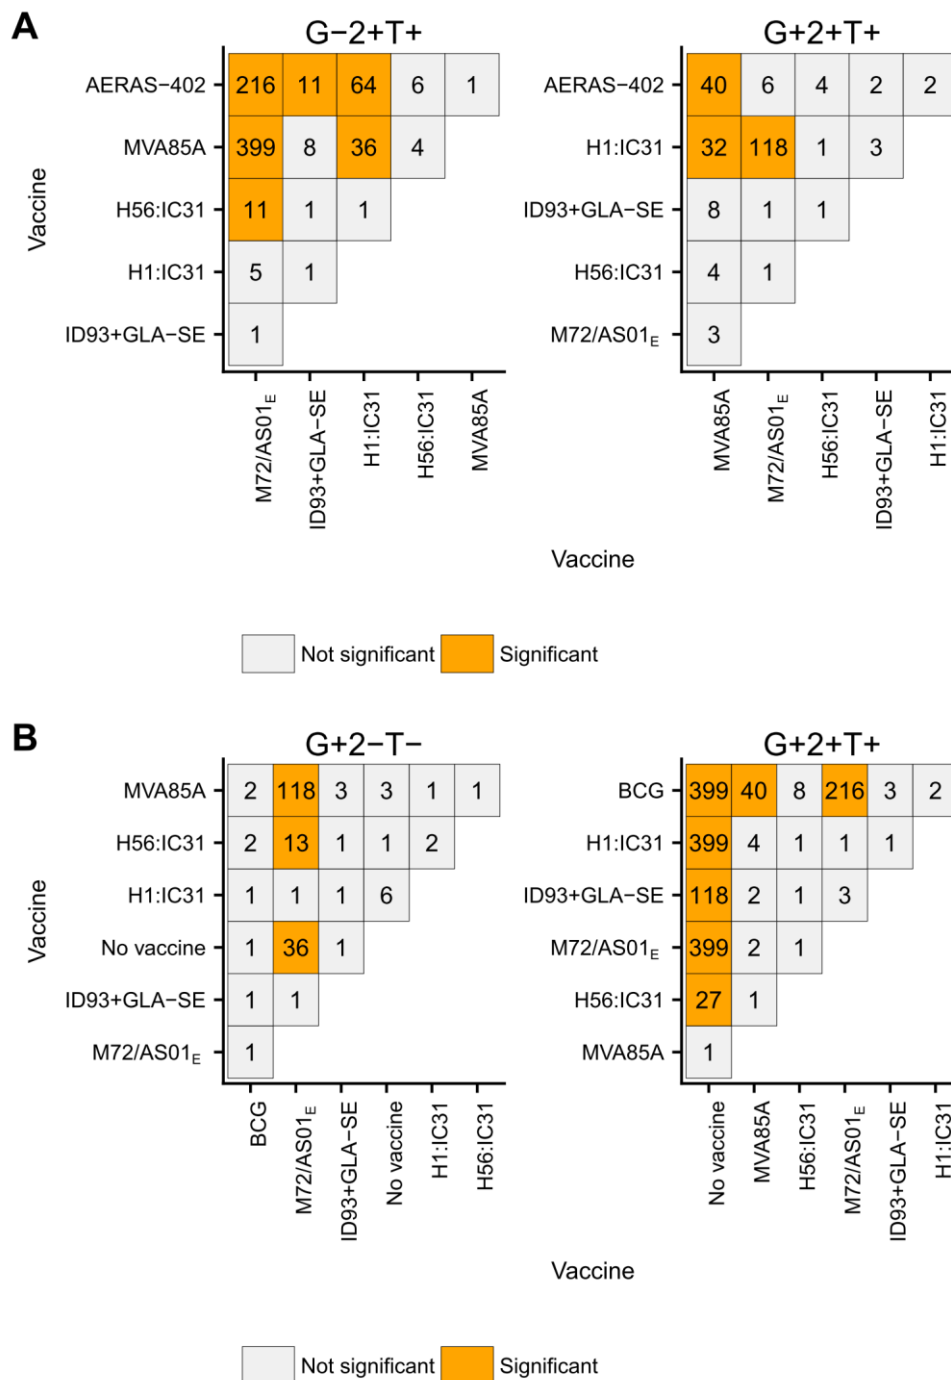 A
G−2+T+
G+2+T+
Vaccine
AERAS−402 216 11 64 6 1
MVA85A 399 8 36 4
H56:IC31 11 1 1
H1:IC31 5 1
ID93+GLA−SE 1
M72/AS01E
ID93+GLA−SE
H1:IC31
H56:IC31
MVA85A
AERAS−402 40 6 4 2 2
H1:IC31 32 118 1 3
ID93+GLA−SE 8 1 1
H56:IC31 4 1
M72/AS01E 3
MVA85A
M72/AS01E
H56:IC31
ID93+GLA−SE
H1:IC31
Vaccine
Not significant Significant
B
G+2−T−
G+2+T+
Vaccine
MVA85A 2 118 3 3 1 1
H56:IC31 2 13 1 1 2
H1:IC31 1 1 1 6
No vaccine 1 36 1
ID93+GLA−SE 1 1
M72/AS01E 1
BCG
M72/AS01E
ID93+GLA−SE
No vaccine
H1:IC31
H56:IC31
BCG 399 40 8 216 3 2
H1:IC31 399 4 1 1 1
ID93+GLA−SE 118 2 1 3
M72/AS01E 399 2 1
H56:IC31 27 1
MVA85A 1
No vaccine
MVA85A
H56:IC31
M72/AS01E
ID93+GLA−SE
H1:IC31
Vaccine
Not significant Significant